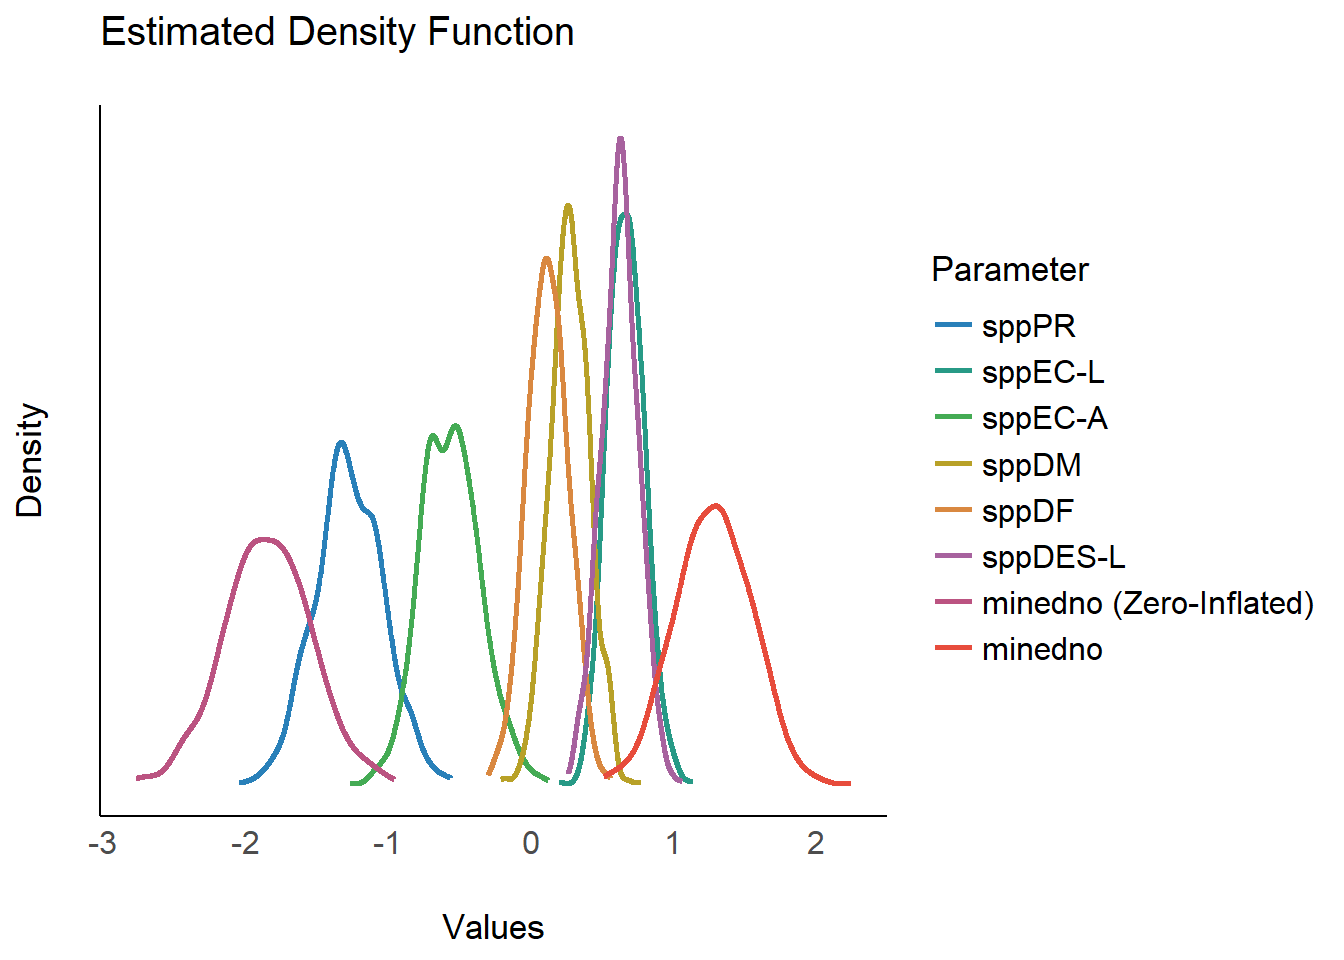 Estimated Density Function
Density
-3 -2 -1 0 1 2
Values
Parameter
sppPR
sppEC-L
sppEC-A
sppDM
sppDF
sppDES-L
minedno (Zero-Inflated)
minedno